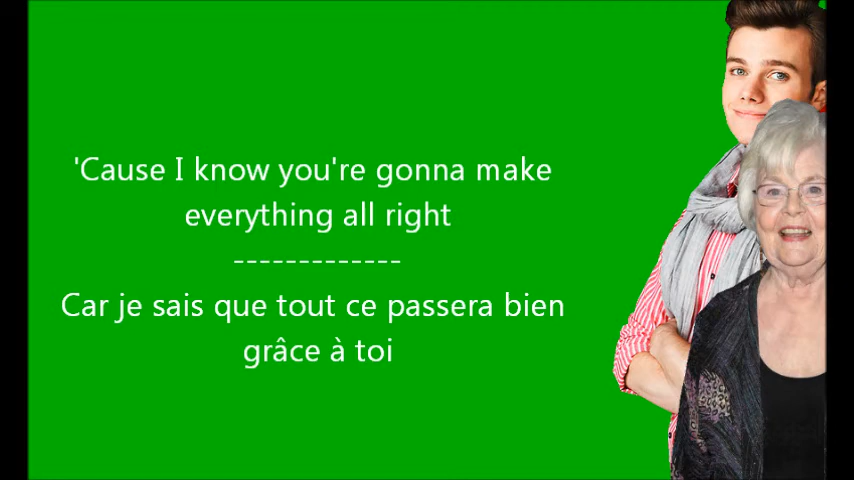 'Cause I know you're gonna make
everything all right
-------------
Car je sais que tout ce passera bien
grâce à toi